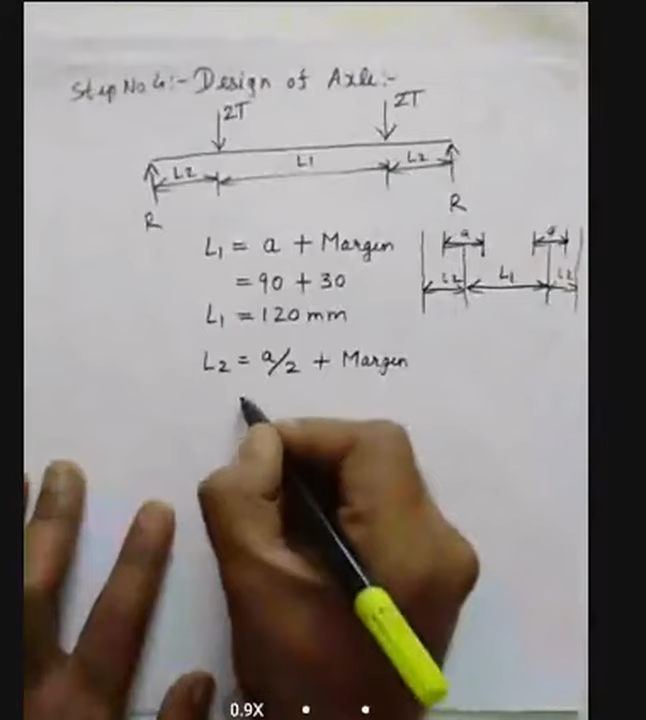 Step No 4:- Design of Axle:-
2T 2T
L2 L1 L2
R R
a a
L2 L1 L2
L1 = a + Margin
= 90 + 30
L1 = 120 mm
L2 = a/2 + Margin
0.9X